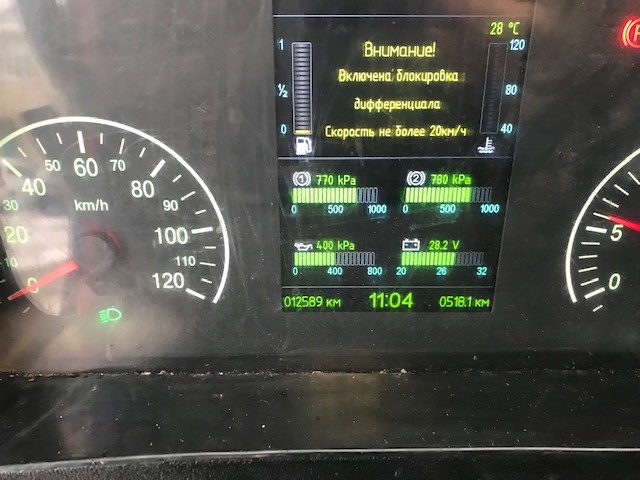 28 °C
1
120
Внимание!
Включена блокировка
1/2
80
дифференциала
0
Скорость не более 20км/ч
40
1 770 kPa
2 780 kPa
0 500 1000
0 500 1000
400 kPa
28.2 V
0 400 800
20 26 32
012589 км 11:04 0518.1 км
10 20 30 40 50 60 70 80 90 100 110 120
0
km/h
5
0